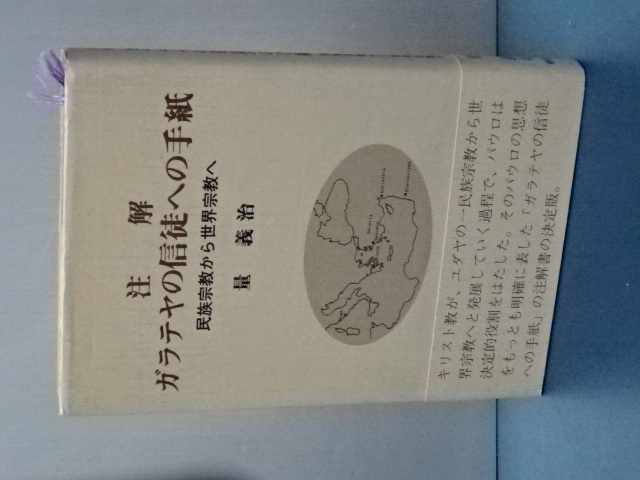 注解
ガラテヤの信徒への手紙
民族宗教から世界宗教へ
量 義治
キリスト教が、ユダヤの一民族宗教から世
界宗教へと発展していく過程で、パウロは
決定的役割をはたした。そのパウロの思想
をもっとも明確に表した「ガラテヤの信徒
への手紙」の注解書の決定版。